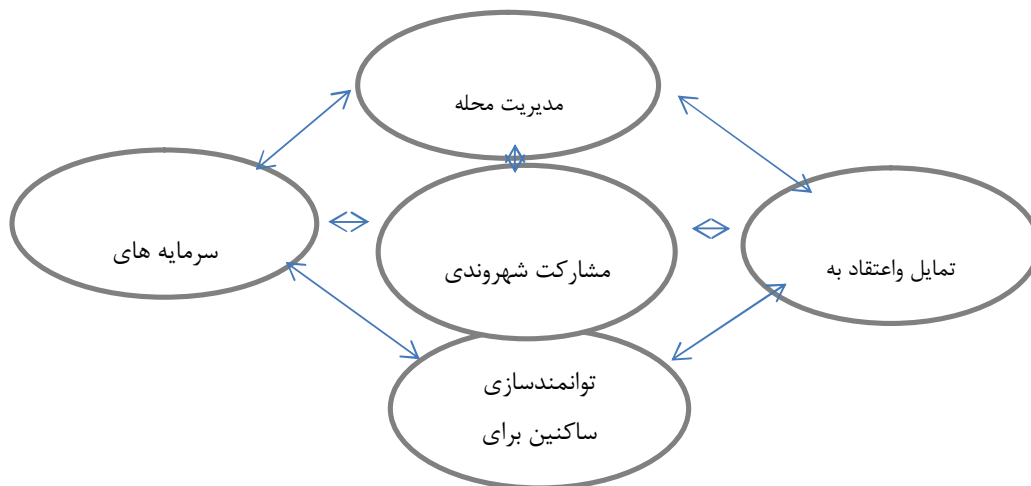 مدیریت محله
سرمایه های
مشارکت شهروندی
تمایل واعتقاد به
توانمندسازی
ساکنین برای